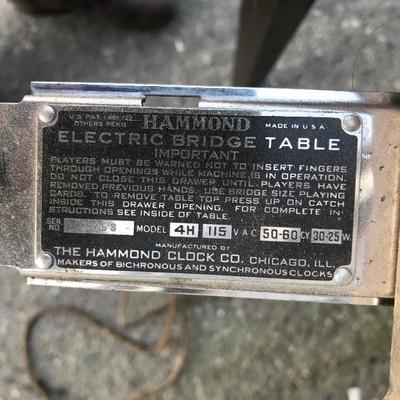 U.S. PAT.
OTHERS PEND.
HAMMOND
MADE IN U S A
ELECTRIC BRIDGE TABLE
IMPORTANT
PLAYERS MUST BE WARNED NOT TO INSERT FINGERS
THROUGH OPENINGS WHILE MACHINE IS IN OPERATION.
DO NOT CLOSE THIS DRAWER UNTIL PLAYERS HAVE
REMOVED PREVIOUS HANDS. USE BRIDGE SIZE PLAYING
CARDS. TO REMOVE TABLE TOP PRESS UP ON CATCH
INSIDE THIS DRAWER OPENING. FOR COMPLETE IN-
STRUCTIONS SEE INSIDE OF TABLE.
SER. NO MODEL 4H 115 V A C 50-60 CY. 30-25 W.
MANUFACTURED BY
THE HAMMOND CLOCK CO. CHICAGO, ILL.
MAKERS OF BICHRONOUS AND SYNCHRONOUS CLOCKS